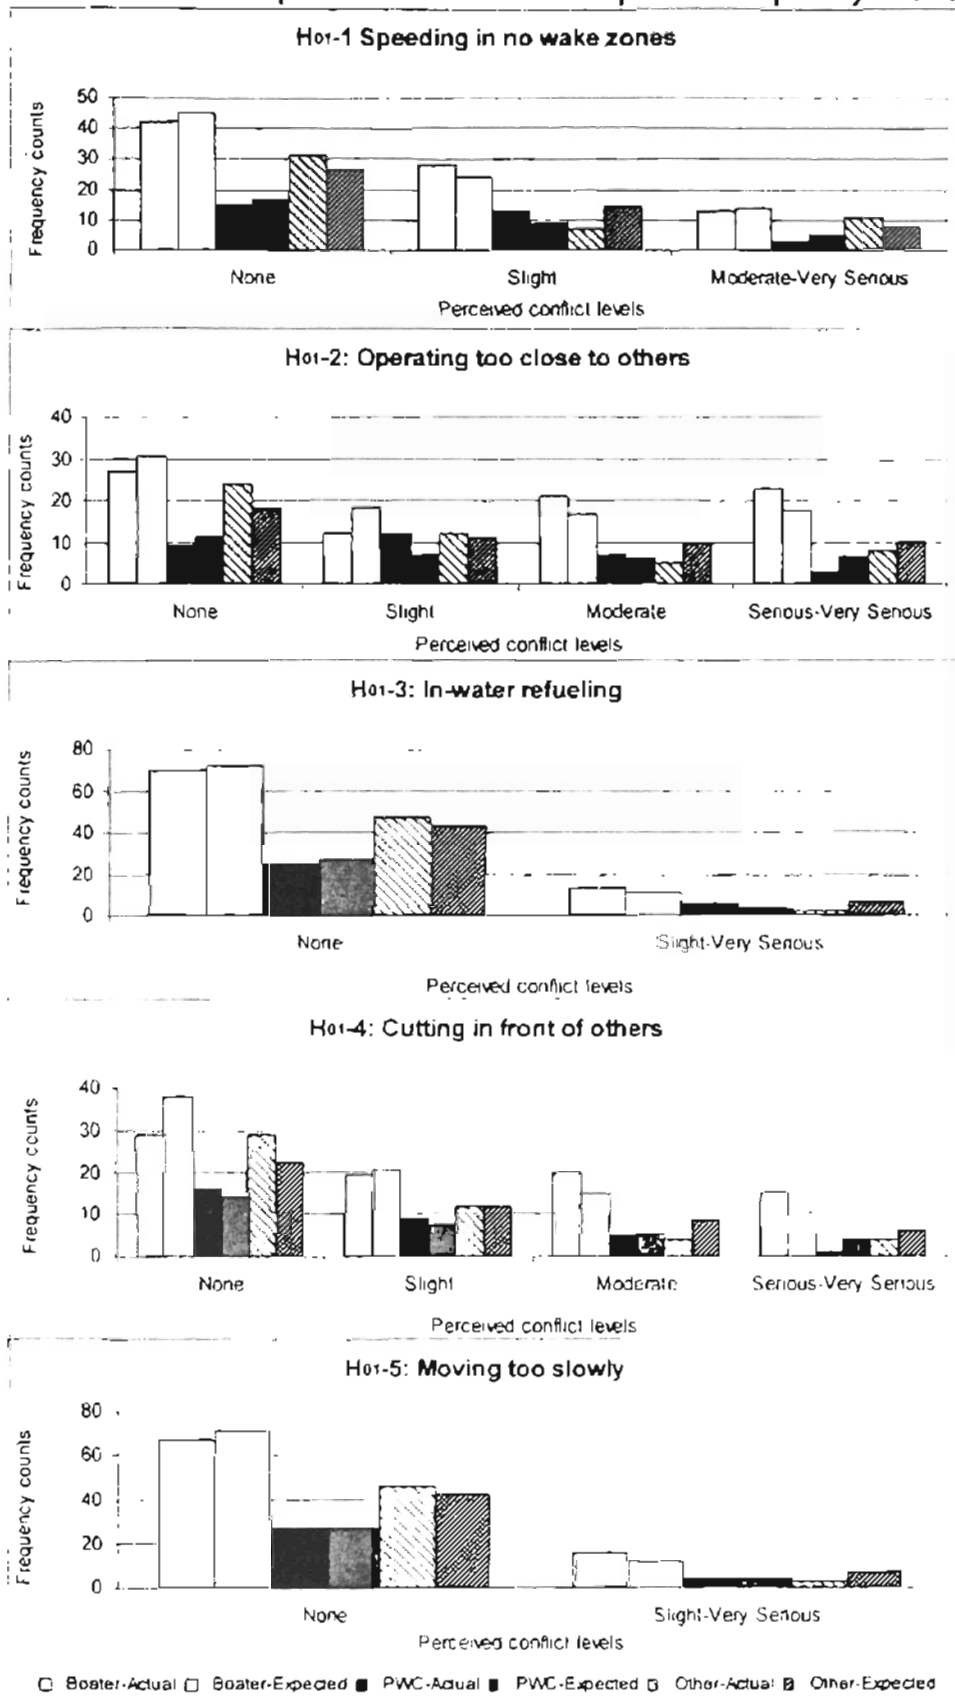 H01-1 Speeding in no wake zones
Frequency counts
50
40
30
20
10
0
None Slight Moderate-Very Serious
Perceived conflict levels
H01-2: Operating too close to others
Frequency counts
40
30
20
10
0
None Slight Moderate Serious-Very Serious
Perceived conflict levels
H01-3: In-water refueling
Frequency counts
80
60
40
20
0
None Slight-Very Serious
Perceived conflict levels
H01-4: Cutting in front of others
Frequency counts
40
30
20
10
0
None Slight Moderate Serious-Very Serious
Perceived conflict levels
H01-5: Moving too slowly
Frequency counts
80
60
40
20
0
None Slight-Very Serious
Perceived conflict levels
Boater-Actual Boater-Expected PWC-Actual PWC-Expected Other-Actual Other-Expected